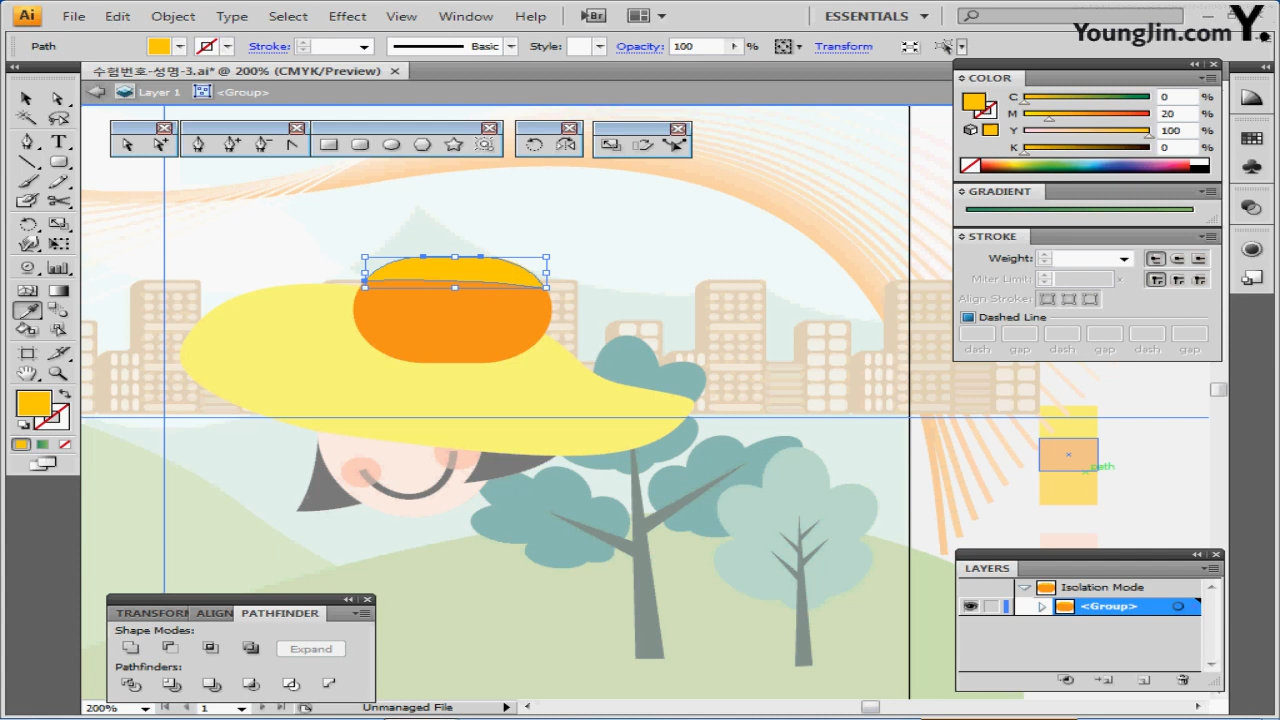 Ai File Edit Object Type Select Effect View Window Help Br ESSENTIALS
YoungJin.com Y.
Path Stroke: Basic Style: Opacity: 100 % Transform
수험번호-성명-3.ai* @ 200% (CMYK/Preview)
Layer 1 <Group>
COLOR
C 0 %
M 20 %
Y 100 %
K 0 %
GRADIENT
STROKE
Weight:
Miter Limit: x
Align Stroke:
Dashed Line
dash gap dash gap dash gap
path
LAYERS
Isolation Mode
<Group>
TRANSFORM ALIGN PATHFINDER
Shape Modes:
Expand
Pathfinders:
200% 1 Unmanaged File